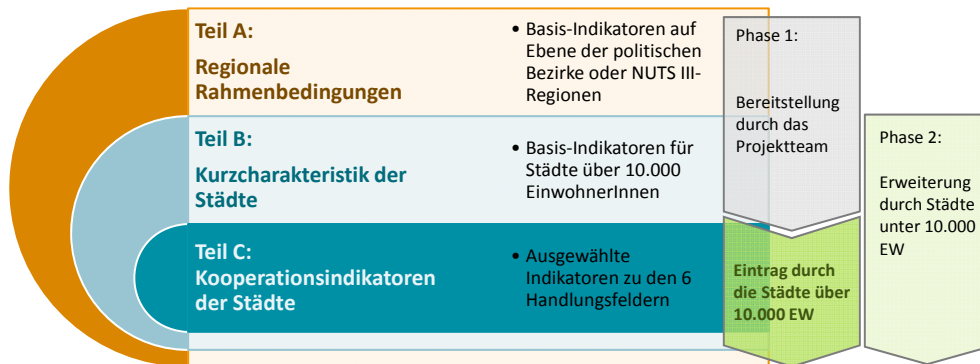 Teil A:
Regionale
Rahmenbedingungen
• Basis-Indikatoren auf
Ebene der politischen
Bezirke oder NUTS III-
Regionen
Teil B:
Kurzcharakteristik der
Städte
• Basis-Indikatoren für
Städte über 10.000
EinwohnerInnen
Teil C:
Kooperationsindikatoren
der Städte
• Ausgewählte
Indikatoren zu den 6
Handlungsfeldern
Phase 1:
Bereitstellung
durch das
Projektteam
Eintrag durch
die Städte über
10.000 EW
Phase 2:
Erweiterung
durch Städte
unter 10.000
EW